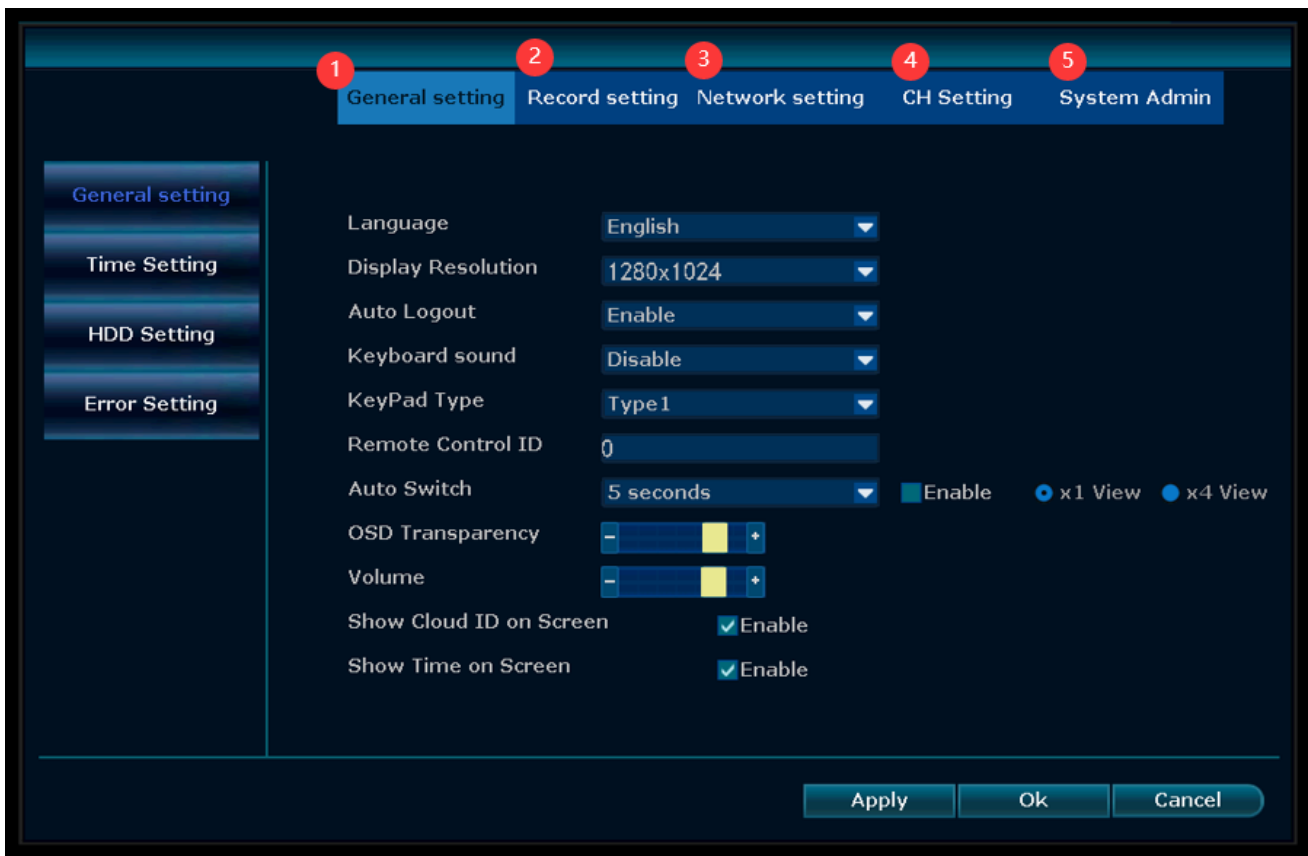 1 2 3 4 5
General setting Record setting Network setting CH Setting System Admin
General setting
Time Setting
HDD Setting
Error Setting
Language English
Display Resolution 1280x1024
Auto Logout Enable
Keyboard sound Disable
KeyPad Type Type1
Remote Control ID 0
Auto Switch 5 seconds Enable x1 View x4 View
OSD Transparency - +
Volume - +
Show Cloud ID on Screen Enable
Show Time on Screen Enable
Apply Ok Cancel